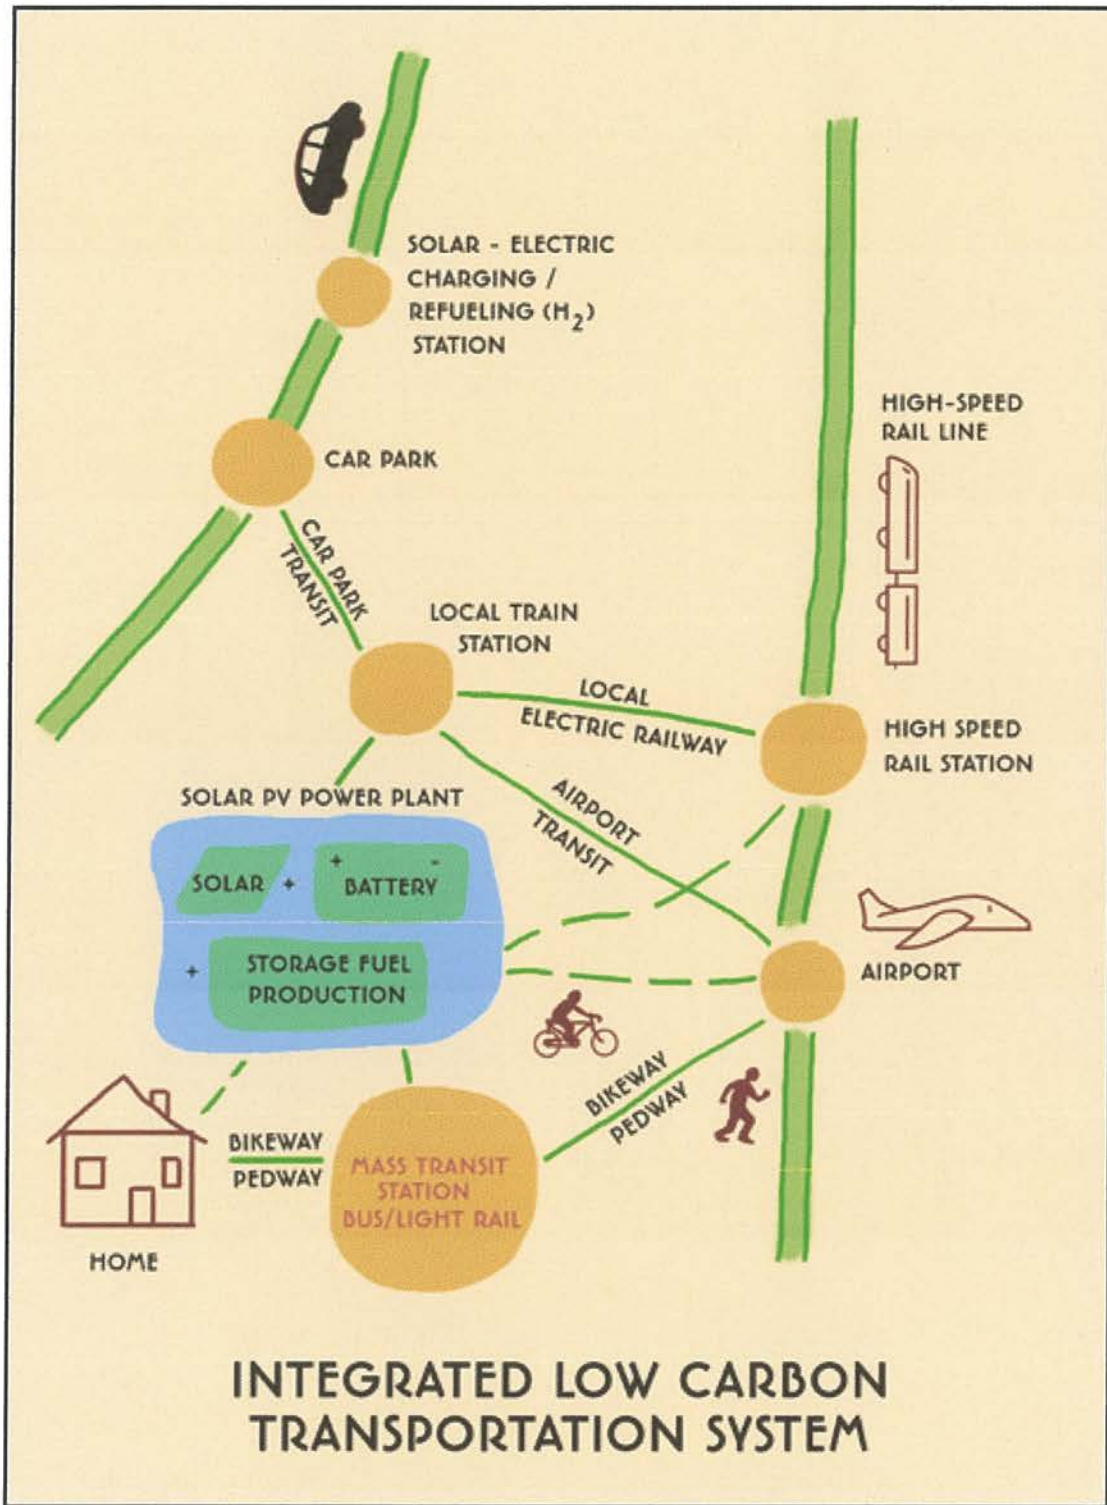 SOLAR - ELECTRIC
CHARGING /
REFUELING (H2)
STATION
HIGH-SPEED
RAIL LINE
CAR PARK
CAR PARK
TRANSIT
LOCAL TRAIN
STATION
LOCAL
ELECTRIC RAILWAY
HIGH SPEED
RAIL STATION
AIRPORT
TRANSIT
SOLAR PV POWER PLANT
SOLAR +
+ -
BATTERY
+
STORAGE FUEL
PRODUCTION
AIRPORT
BIKEWAY
PEDWAY
BIKEWAY
PEDWAY
MASS TRANSIT
STATION
BUS/LIGHT RAIL
HOME
INTEGRATED LOW CARBON
TRANSPORTATION SYSTEM